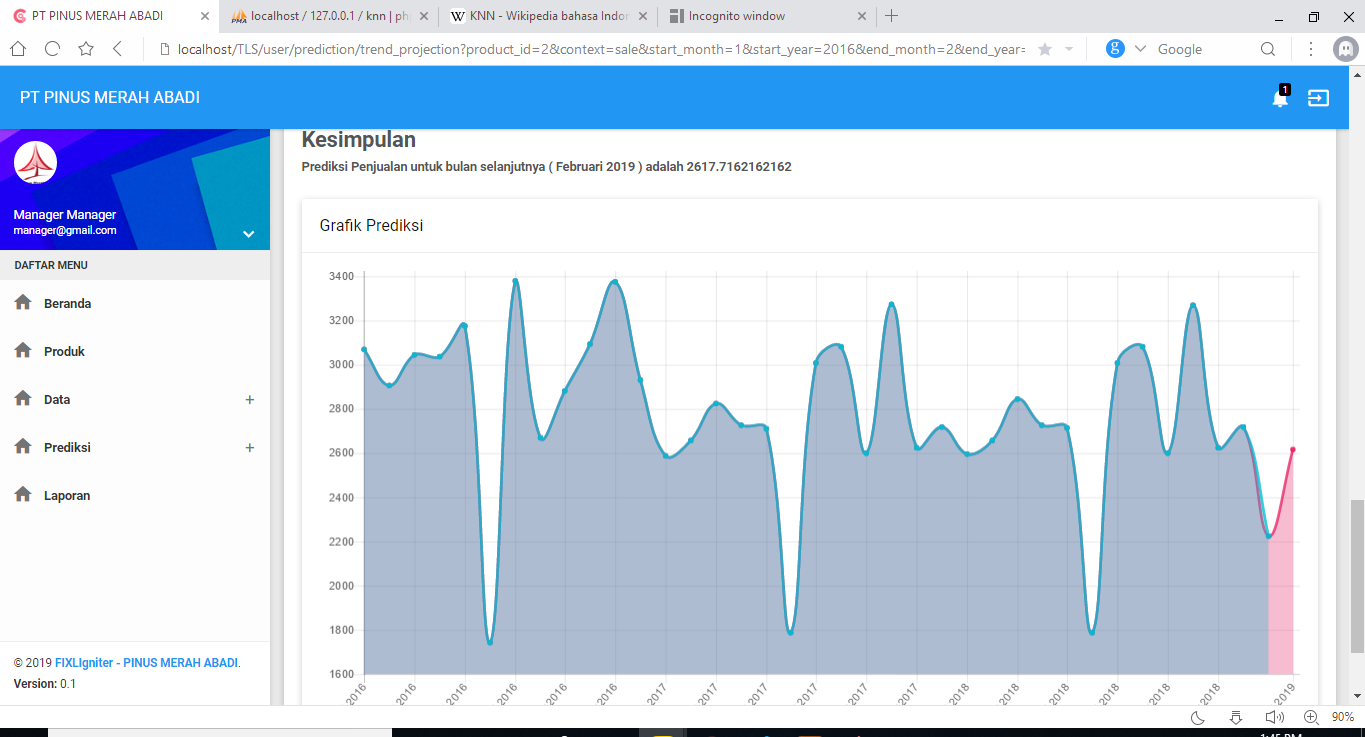 PT PINUS MERAH ABADI
localhost / 127.0.0.1 / knn | ph
KNN - Wikipedia bahasa Indon
Incognito window
localhost/TLS/user/prediction/trend_projection?product_id=2&context=sale&start_month=1&start_year=2016&end_month=2&end_year=
Google
PT PINUS MERAH ABADI
1
Manager Manager
manager@gmail.com
DAFTAR MENU
Beranda
Produk
Data +
Prediksi +
Laporan
© 2019 FIXLIgniter - PINUS MERAH ABADI.
Version: 0.1
Kesimpulan
Prediksi Penjualan untuk bulan selanjutnya ( Februari 2019 ) adalah 2617.7162162162
Grafik Prediksi
3400
3200
3000
2800
2600
2400
2200
2000
1800
1600
2016 2016 2016 2016 2016 2016 2017 2017 2017 2017 2017 2017 2018 2018 2018 2018 2018 2018 2019
90%